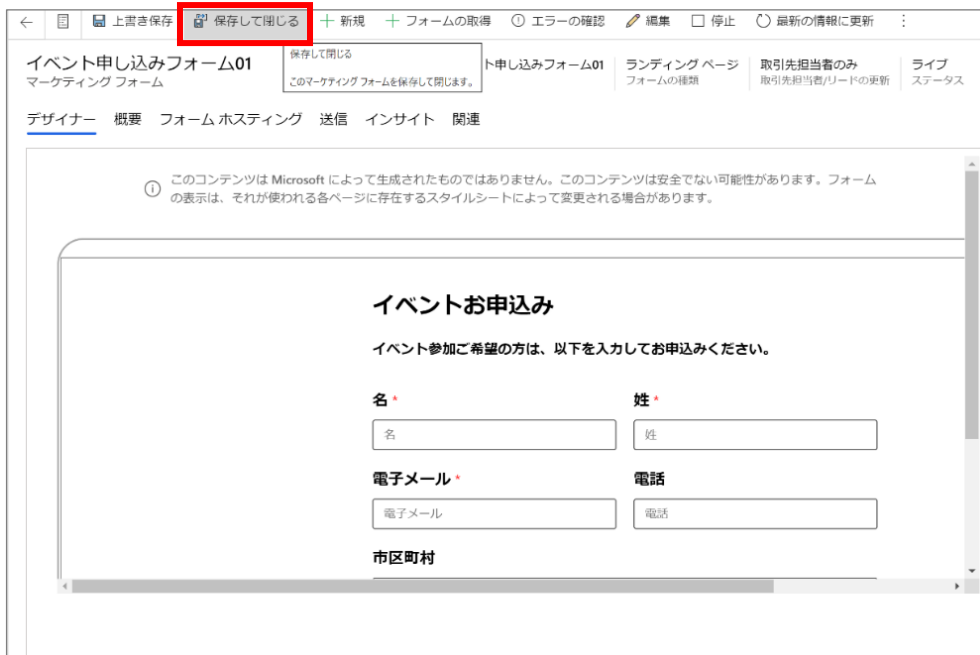 上書き保存 保存して閉じる 新規 フォームの取得 エラーの確認 編集 停止 最新の情報に更新
イベント申し込みフォーム01
マーケティング フォーム
保存して閉じる
このマーケティング フォームを保存して閉じます。
ト申し込みフォーム01
ランディング ページ
フォームの種類
取引先担当者のみ
取引先担当者/リードの更新
ライブ
ステータス
デザイナー 概要 フォーム ホスティング 送信 インサイト 関連
このコンテンツは Microsoft によって生成されたものではありません。このコンテンツは安全でない可能性があります。フォーム
の表示は、それが使われる各ページに存在するスタイルシートによって変更される場合があります。
イベントお申込み
イベント参加ご希望の方は、以下を入力してお申込みください。
名 * 姓 *
名 姓
電子メール * 電話
電子メール 電話
市区町村